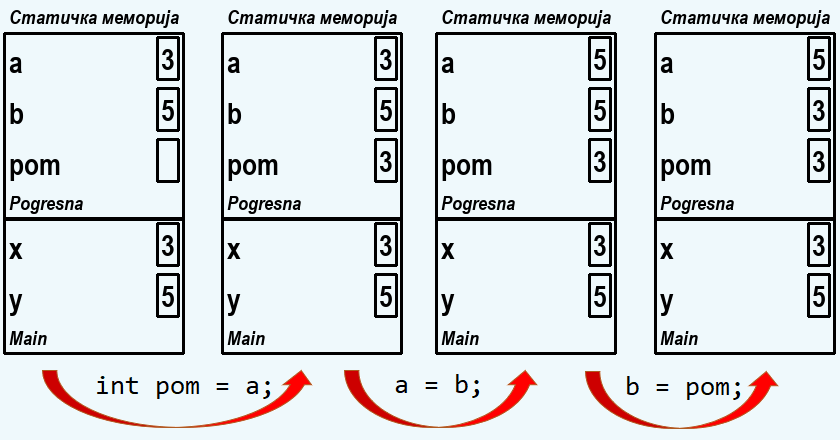 Статичка меморија
a 3
b 5
pom
Pogresna
x 3
y 5
Main
Статичка меморија
a 3
b 5
pom 3
Pogresna
x 3
y 5
Main
Статичка меморија
a 5
b 5
pom 3
Pogresna
x 3
y 5
Main
Статичка меморија
a 5
b 3
pom 3
Pogresna
x 3
y 5
Main
int pom = a;
a = b;
b = pom;